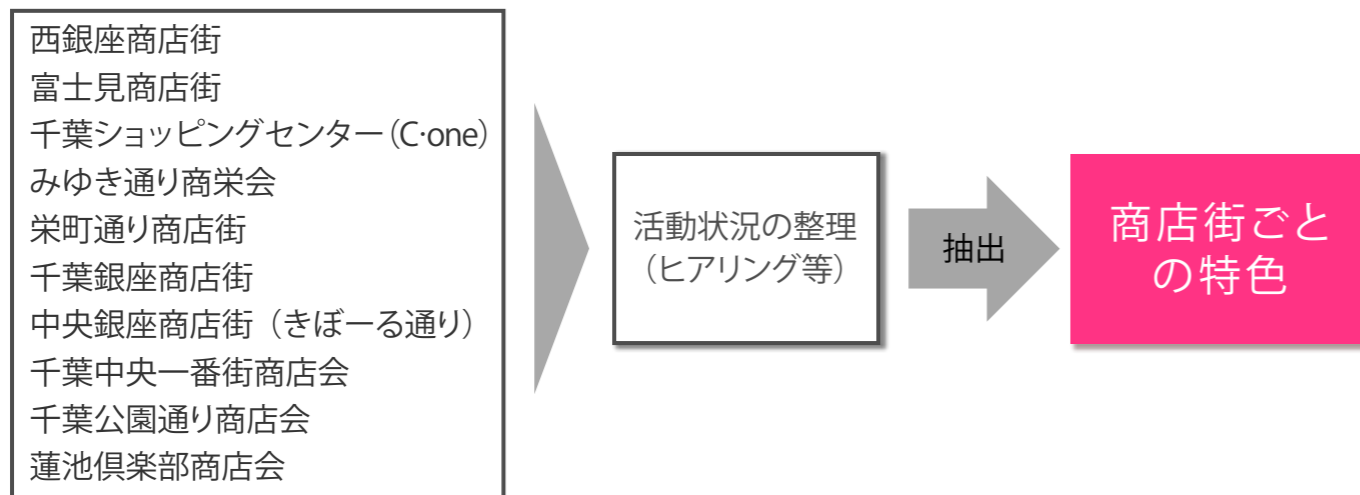 西銀座商店街
富士見商店街
千葉ショッピングセンター(C·one)
みゆき通り商栄会
栄町通り商店街
千葉銀座商店街
中央銀座商店街(きぼーる通り)
千葉中央一番街商店会
千葉公園通り商店会
蓮池倶楽部商店会
活動状況の整理
(ヒアリング等)
抽出
商店街ごと
の特色